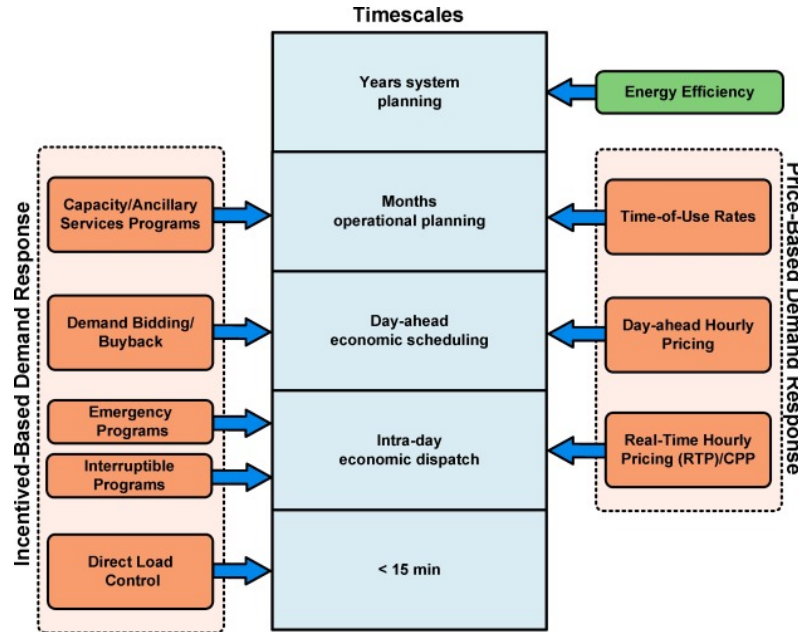 Timescales
Years system
planning
Energy Efficiency
Incentived-Based Demand Response
Capacity/Ancillary
Services Programs
Months
operational planning
Time-of-Use Rates
Price-Based Demand Response
Demand Bidding/
Buyback
Day-ahead
economic scheduling
Day-ahead Hourly
Pricing
Emergency
Programs
Interruptible
Programs
Intra-day
economic dispatch
Real-Time Hourly
Pricing (RTP)/CPP
Direct Load
Control
< 15 min